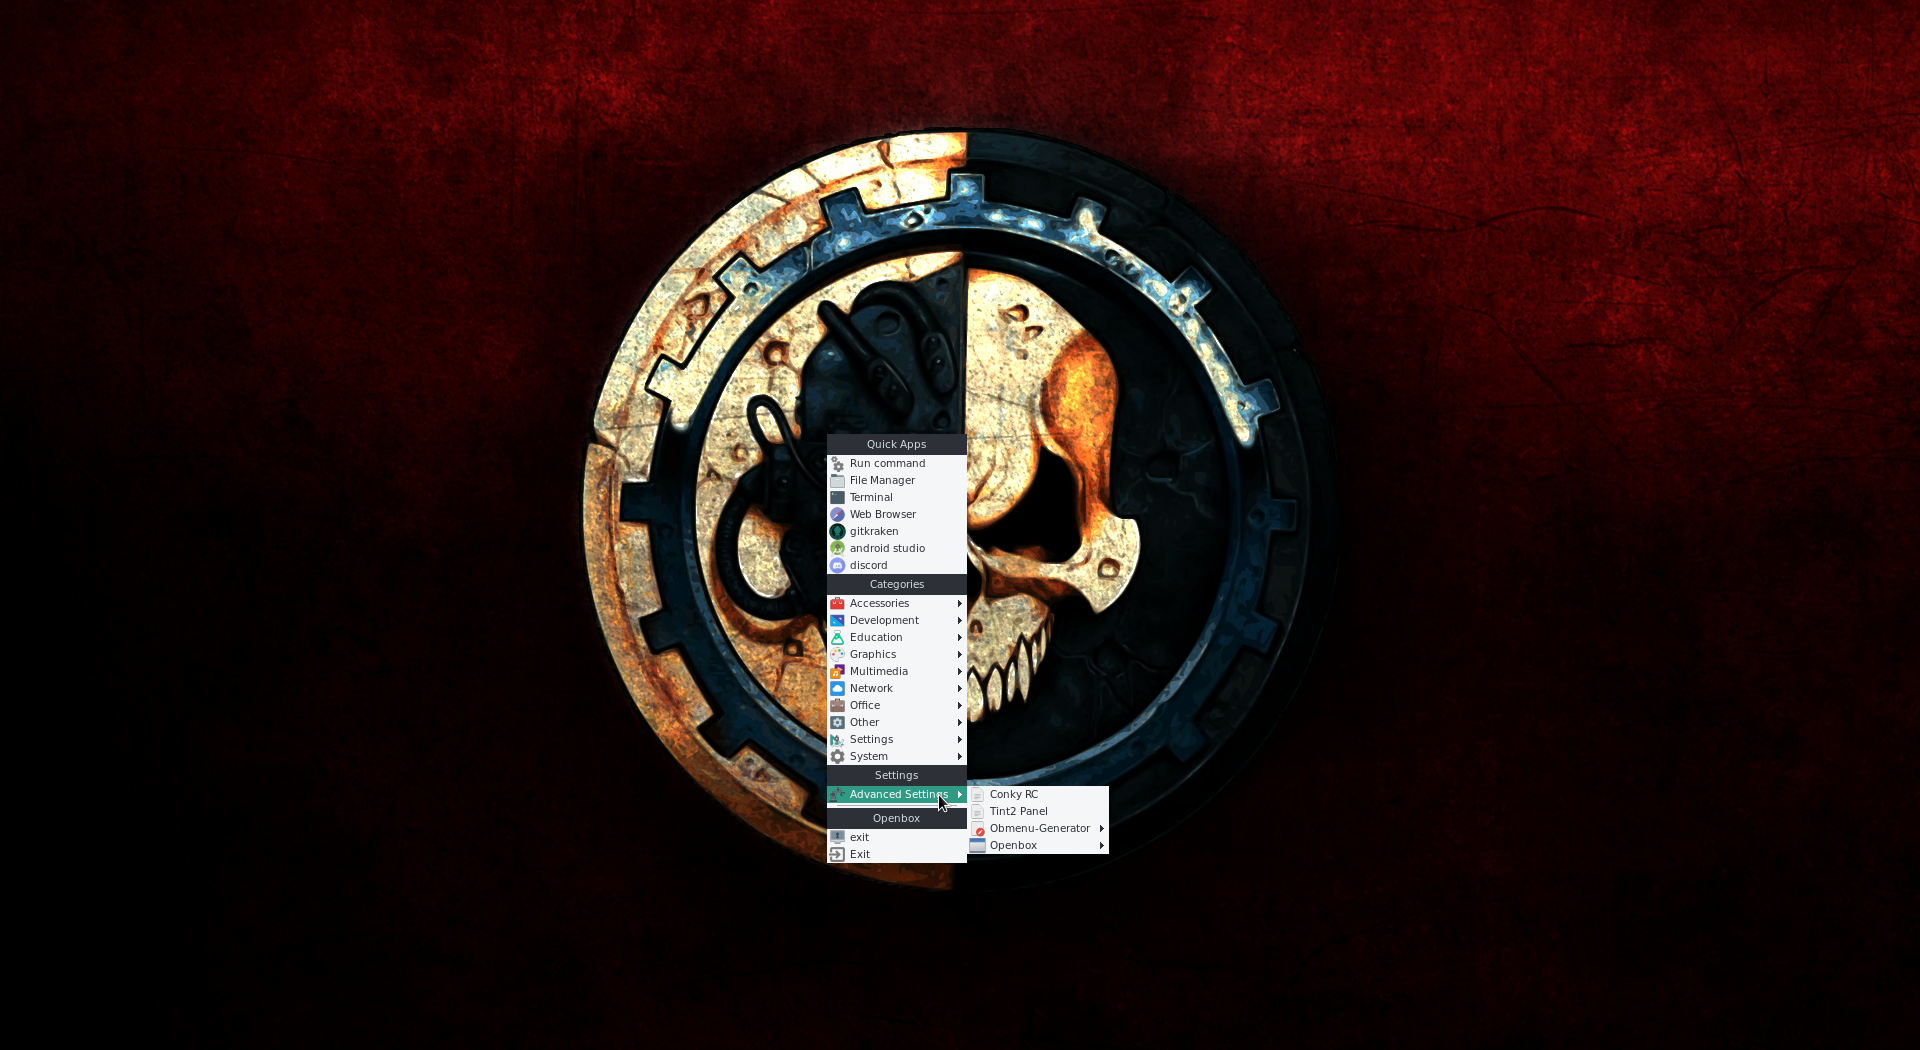 Quick Apps
Run command
File Manager
Terminal
Web Browser
gitkraken
android studio
discord
Categories
Accessories
Development
Education
Graphics
Multimedia
Network
Office
Other
Settings
System
Settings
Advanced Settings
Openbox
exit
Exit
Conky RC
Tint2 Panel
Obmenu-Generator
Openbox